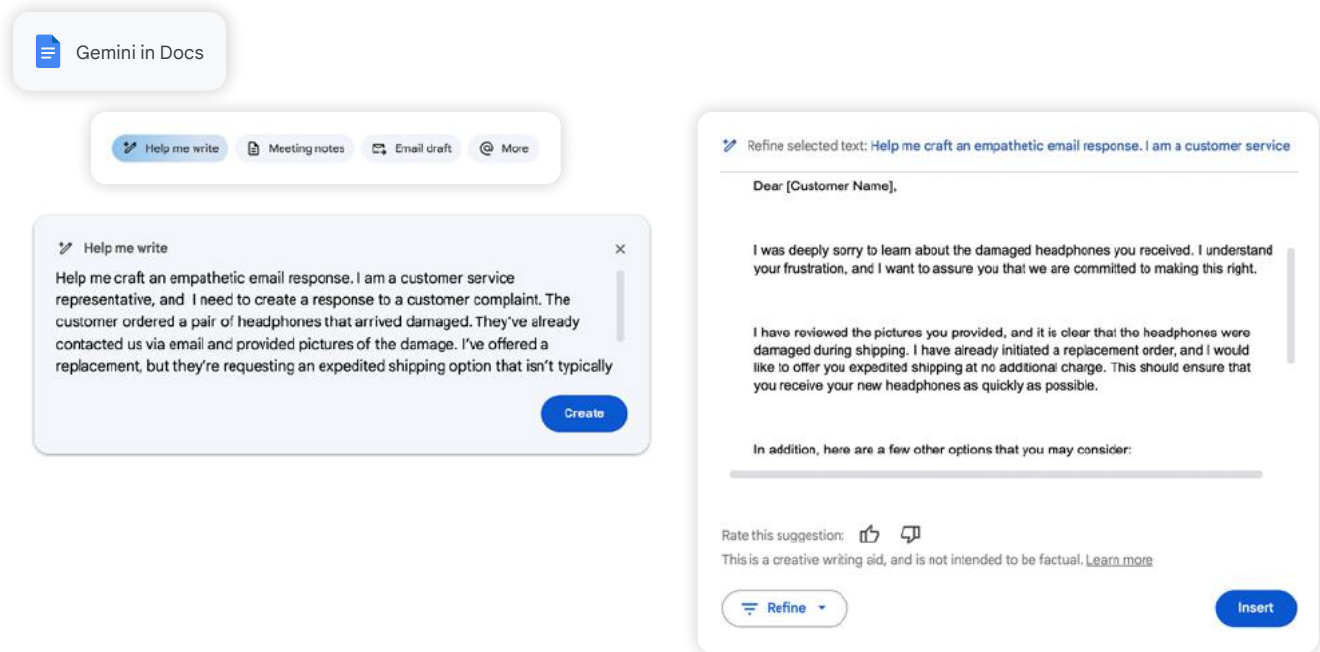 Gemini in Docs
Help me write
Meeting notes
Email draft
More
Help me write
Help me craft an empathetic email response. I am a customer service
representative, and I need to create a response to a customer complaint. The
customer ordered a pair of headphones that arrived damaged. They've already
contacted us via email and provided pictures of the damage. I've offered a
replacement, but they're requesting an expedited shipping option that isn't typically
Create
Refine selected text: Help me craft an empathetic email response. I am a customer service
Dear [Customer Name],
I was deeply sorry to learn about the damaged headphones you received. I understand
your frustration, and I want to assure you that we are committed to making this right.
I have reviewed the pictures you provided, and it is clear that the headphones were
damaged during shipping. I have already initiated a replacement order, and I would
like to offer you expedited shipping at no additional charge. This should ensure that
you receive your new headphones as quickly as possible.
In addition, here are a few other options that you may consider:
Rate this suggestion:
This is a creative writing aid, and is not intended to be factual. Learn more
Refine
Insert